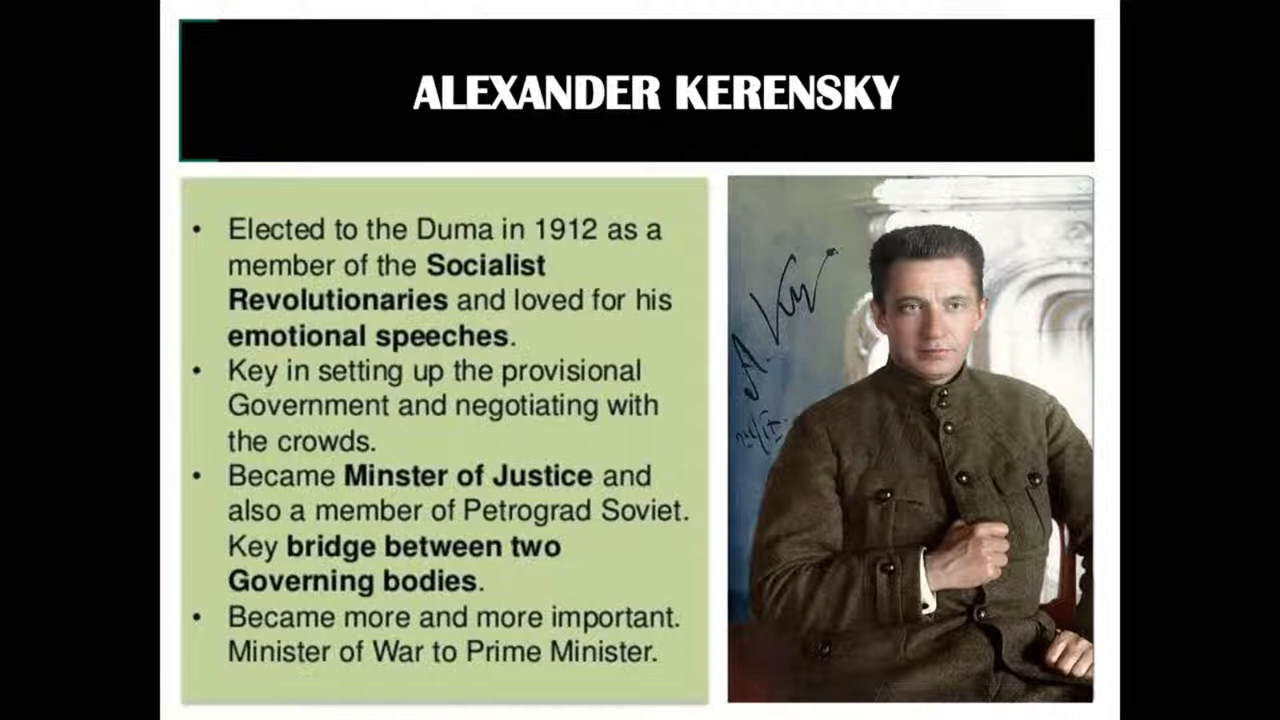 ALEXANDER KERENSKY
• Elected to the Duma in 1912 as a
member of the Socialist
Revolutionaries and loved for his
emotional speeches.
• Key in setting up the provisional
Government and negotiating with
the crowds.
• Became Minster of Justice and
also a member of Petrograd Soviet.
Key bridge between two
Governing bodies.
• Became more and more important.
Minister of War to Prime Minister.